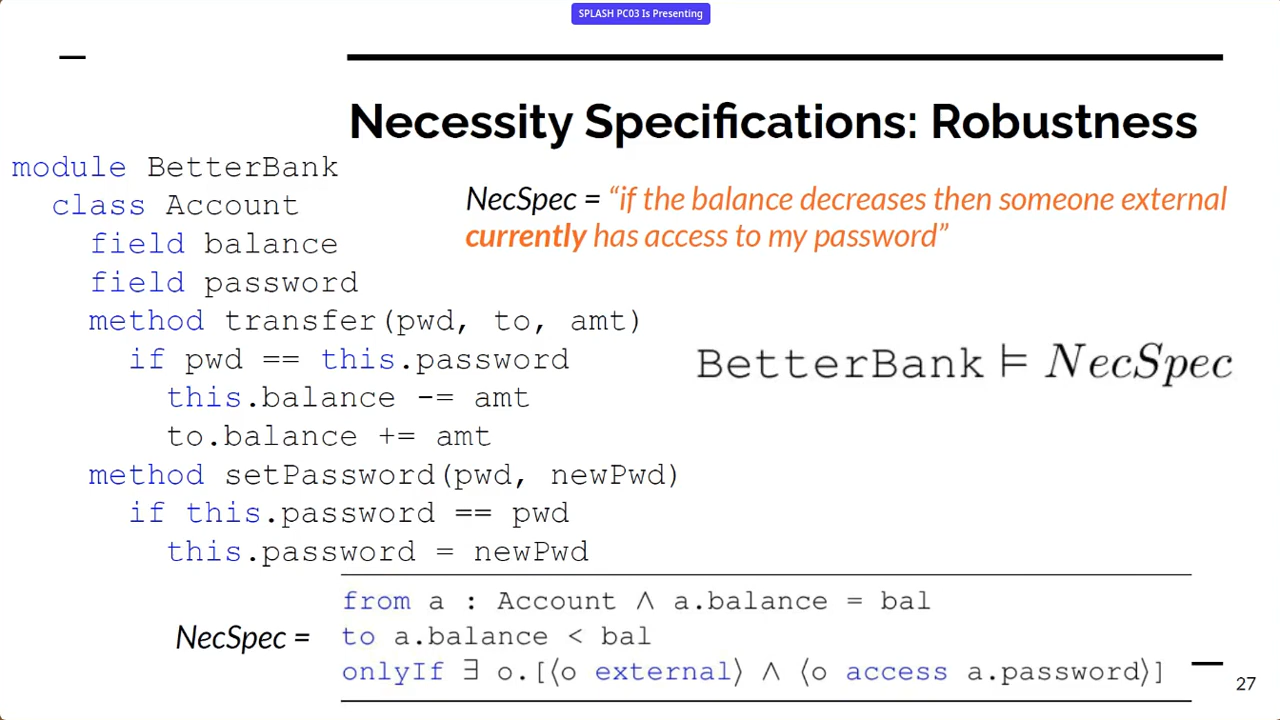 SPLASH PC03 Is Presenting
Necessity Specifications: Robustness
module BetterBank
class Account
field balance
field password
method transfer(pwd, to, amt)
if pwd == this.password
this.balance -= amt
to.balance += amt
method setPassword(pwd, newPwd)
if this.password == pwd
this.password = newPwd
NecSpec = “if the balance decreases then someone external
currently has access to my password”
BetterBank ⊨ NecSpec
NecSpec =
from a : Account ∧ a.balance = bal
to a.balance < bal
onlyIf ∃ o.[⟨o external⟩ ∧ ⟨o access a.password⟩]
27